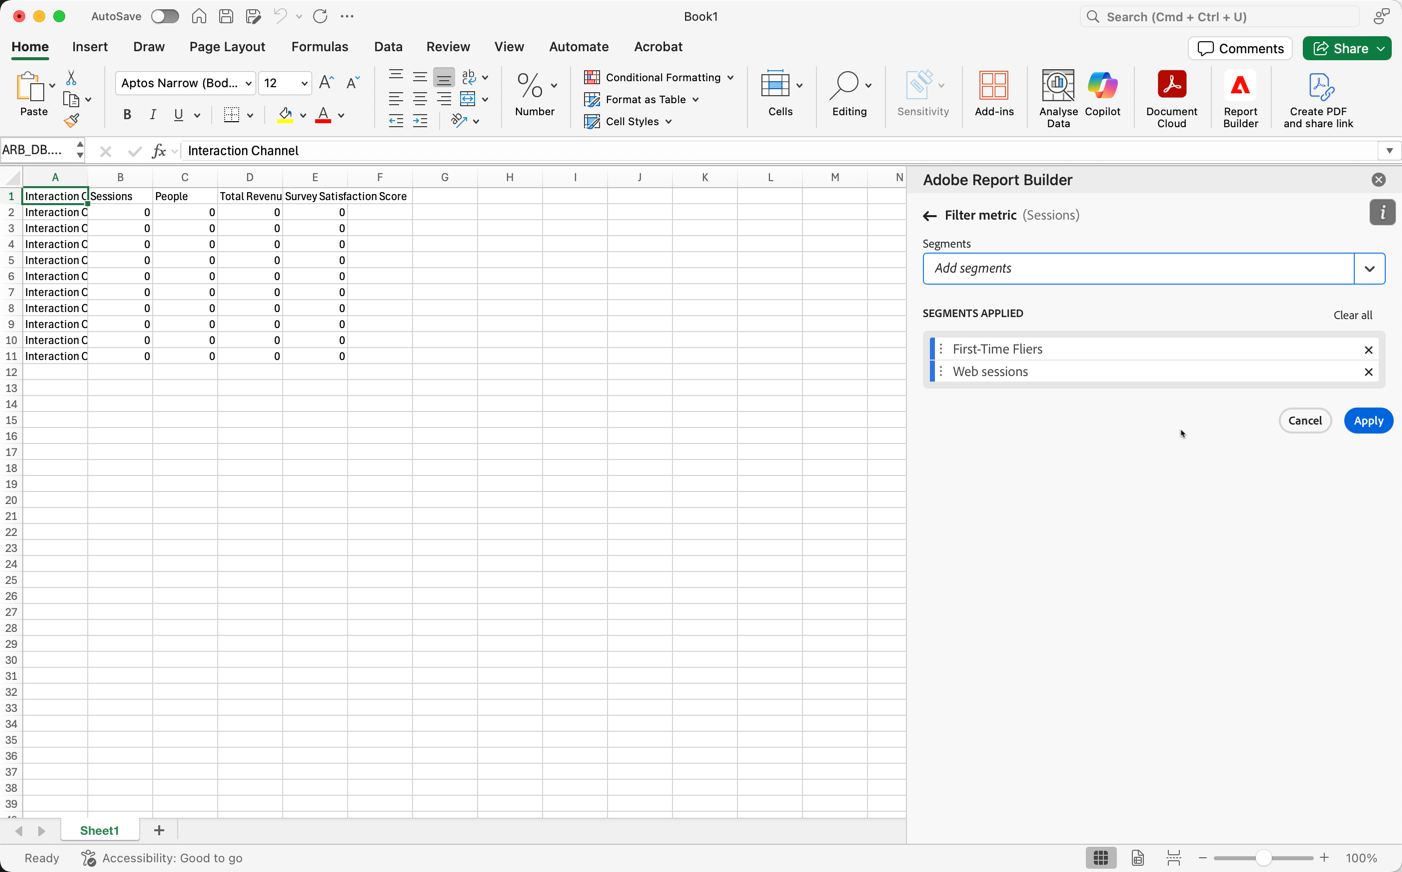 AutoSave
Book1
Search (Cmd + Ctrl + U)
Home Insert Draw Page Layout Formulas Data Review View Automate Acrobat
Comments Share
Paste
Aptos Narrow (Bod... 12
B I U A
Number
Conditional Formatting
Format as Table
Cell Styles
Cells
Editing
Sensitivity
Add-ins
Analyse Data
Copilot
Document Cloud
Report Builder
Create PDF and share link
ARB_DB.... fx Interaction Channel
A B C D E F G H I J K L M N
1 Interaction C Sessions People Total Revenu Survey Satisfaction Score
2 Interaction C 0 0 0 0
3 Interaction C 0 0 0 0
4 Interaction C 0 0 0 0
5 Interaction C 0 0 0 0
6 Interaction C 0 0 0 0
7 Interaction C 0 0 0 0
8 Interaction C 0 0 0 0
9 Interaction C 0 0 0 0
10 Interaction C 0 0 0 0
11 Interaction C 0 0 0 0
12
13
14
15
16
17
18
19
20
21
22
23
24
25
26
27
28
29
30
31
32
33
34
35
36
37
38
39
Adobe Report Builder
Filter metric (Sessions)
Segments
Add segments
SEGMENTS APPLIED Clear all
First-Time Fliers
Web sessions
Cancel Apply
Sheet1
Ready Accessibility: Good to go 100%